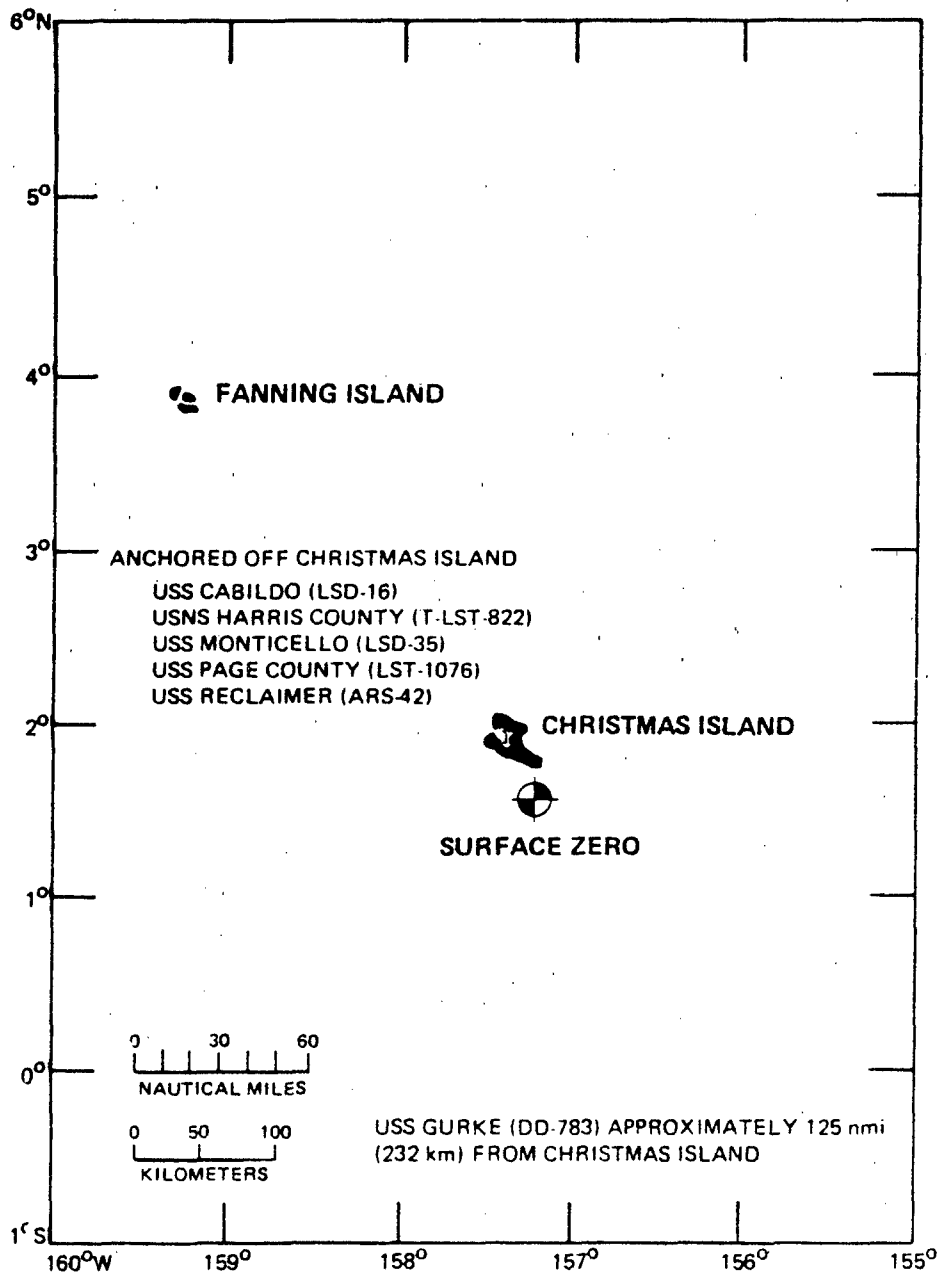 6°N
5°
4°
FANNING ISLAND
3°
ANCHORED OFF CHRISTMAS ISLAND
USS CABILDO (LSD-16)
USNS HARRIS COUNTY (T-LST-822)
USS MONTICELLO (LSD-35)
USS PAGE COUNTY (LST-1076)
USS RECLAIMER (ARS-42)
2°
CHRISTMAS ISLAND
SURFACE ZERO
1°
0 30 60
NAUTICAL MILES
0°
0 50 100
KILOMETERS
USS GURKE (DD-783) APPROXIMATELY 125 nmi
(232 km) FROM CHRISTMAS ISLAND
1°S
160°W 159° 158° 157° 156° 155°